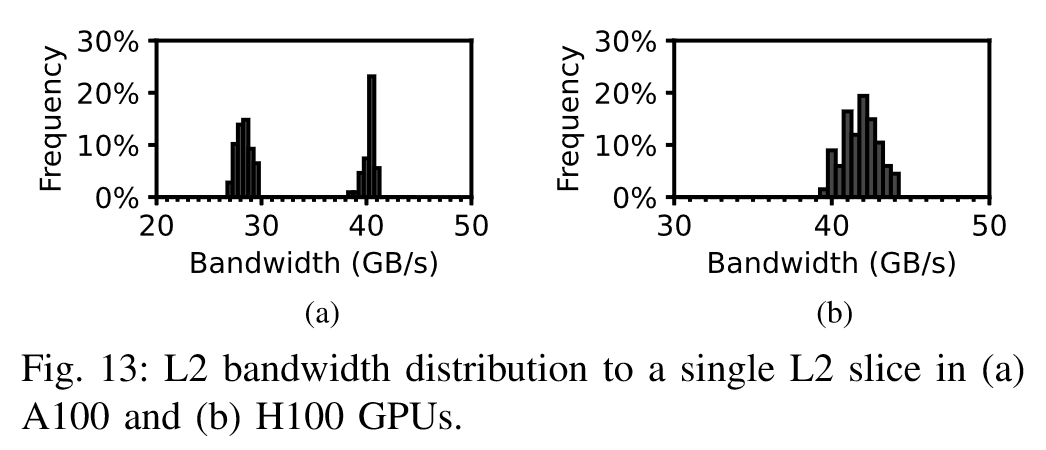 30%
20%
10%
0%
Frequency
20 30 40 50
Bandwidth (GB/s)
(a)
30%
20%
10%
0%
Frequency
30 40 50
Bandwidth (GB/s)
(b)
Fig. 13: L2 bandwidth distribution to a single L2 slice in (a)
A100 and (b) H100 GPUs.